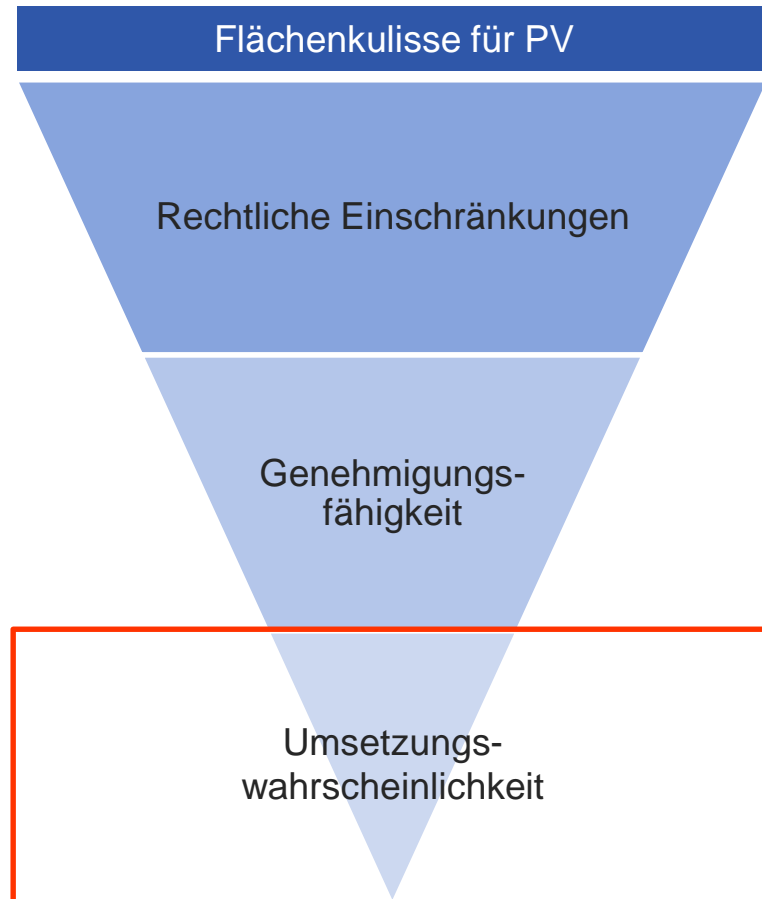 Flächenkulisse für PV
Rechtliche Einschränkungen
Genehmigungs-
fähigkeit
Umsetzungs-
wahrscheinlichkeit